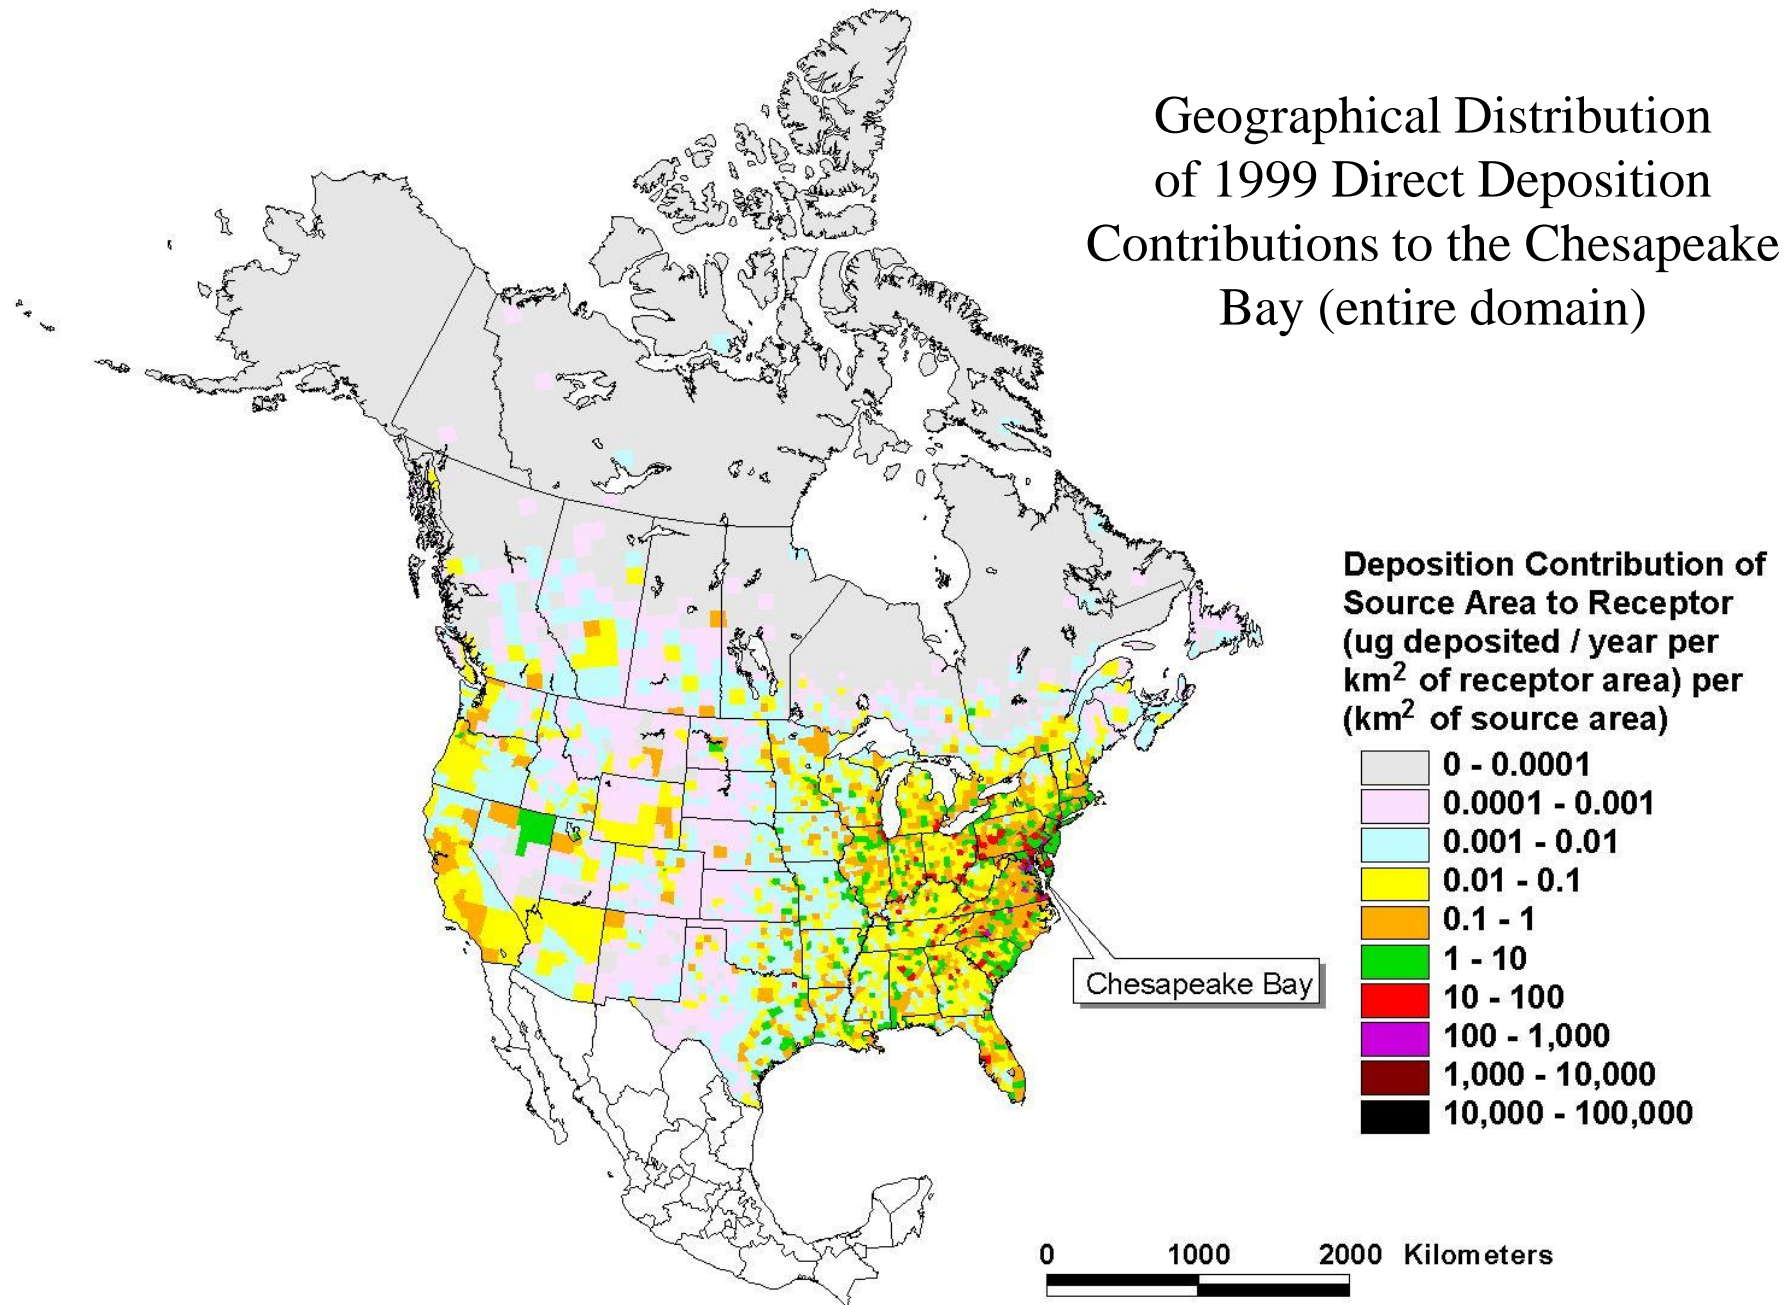 Geographical Distribution
of 1999 Direct Deposition
Contributions to the Chesapeake
Bay (entire domain)
Deposition Contribution of
Source Area to Receptor
(ug deposited / year per
km² of receptor area) per
(km² of source area)
0 - 0.0001
0.0001 - 0.001
0.001 - 0.01
0.01 - 0.1
0.1 - 1
1 - 10
10 - 100
100 - 1,000
1,000 - 10,000
10,000 - 100,000
Chesapeake Bay
0 1000 2000 Kilometers